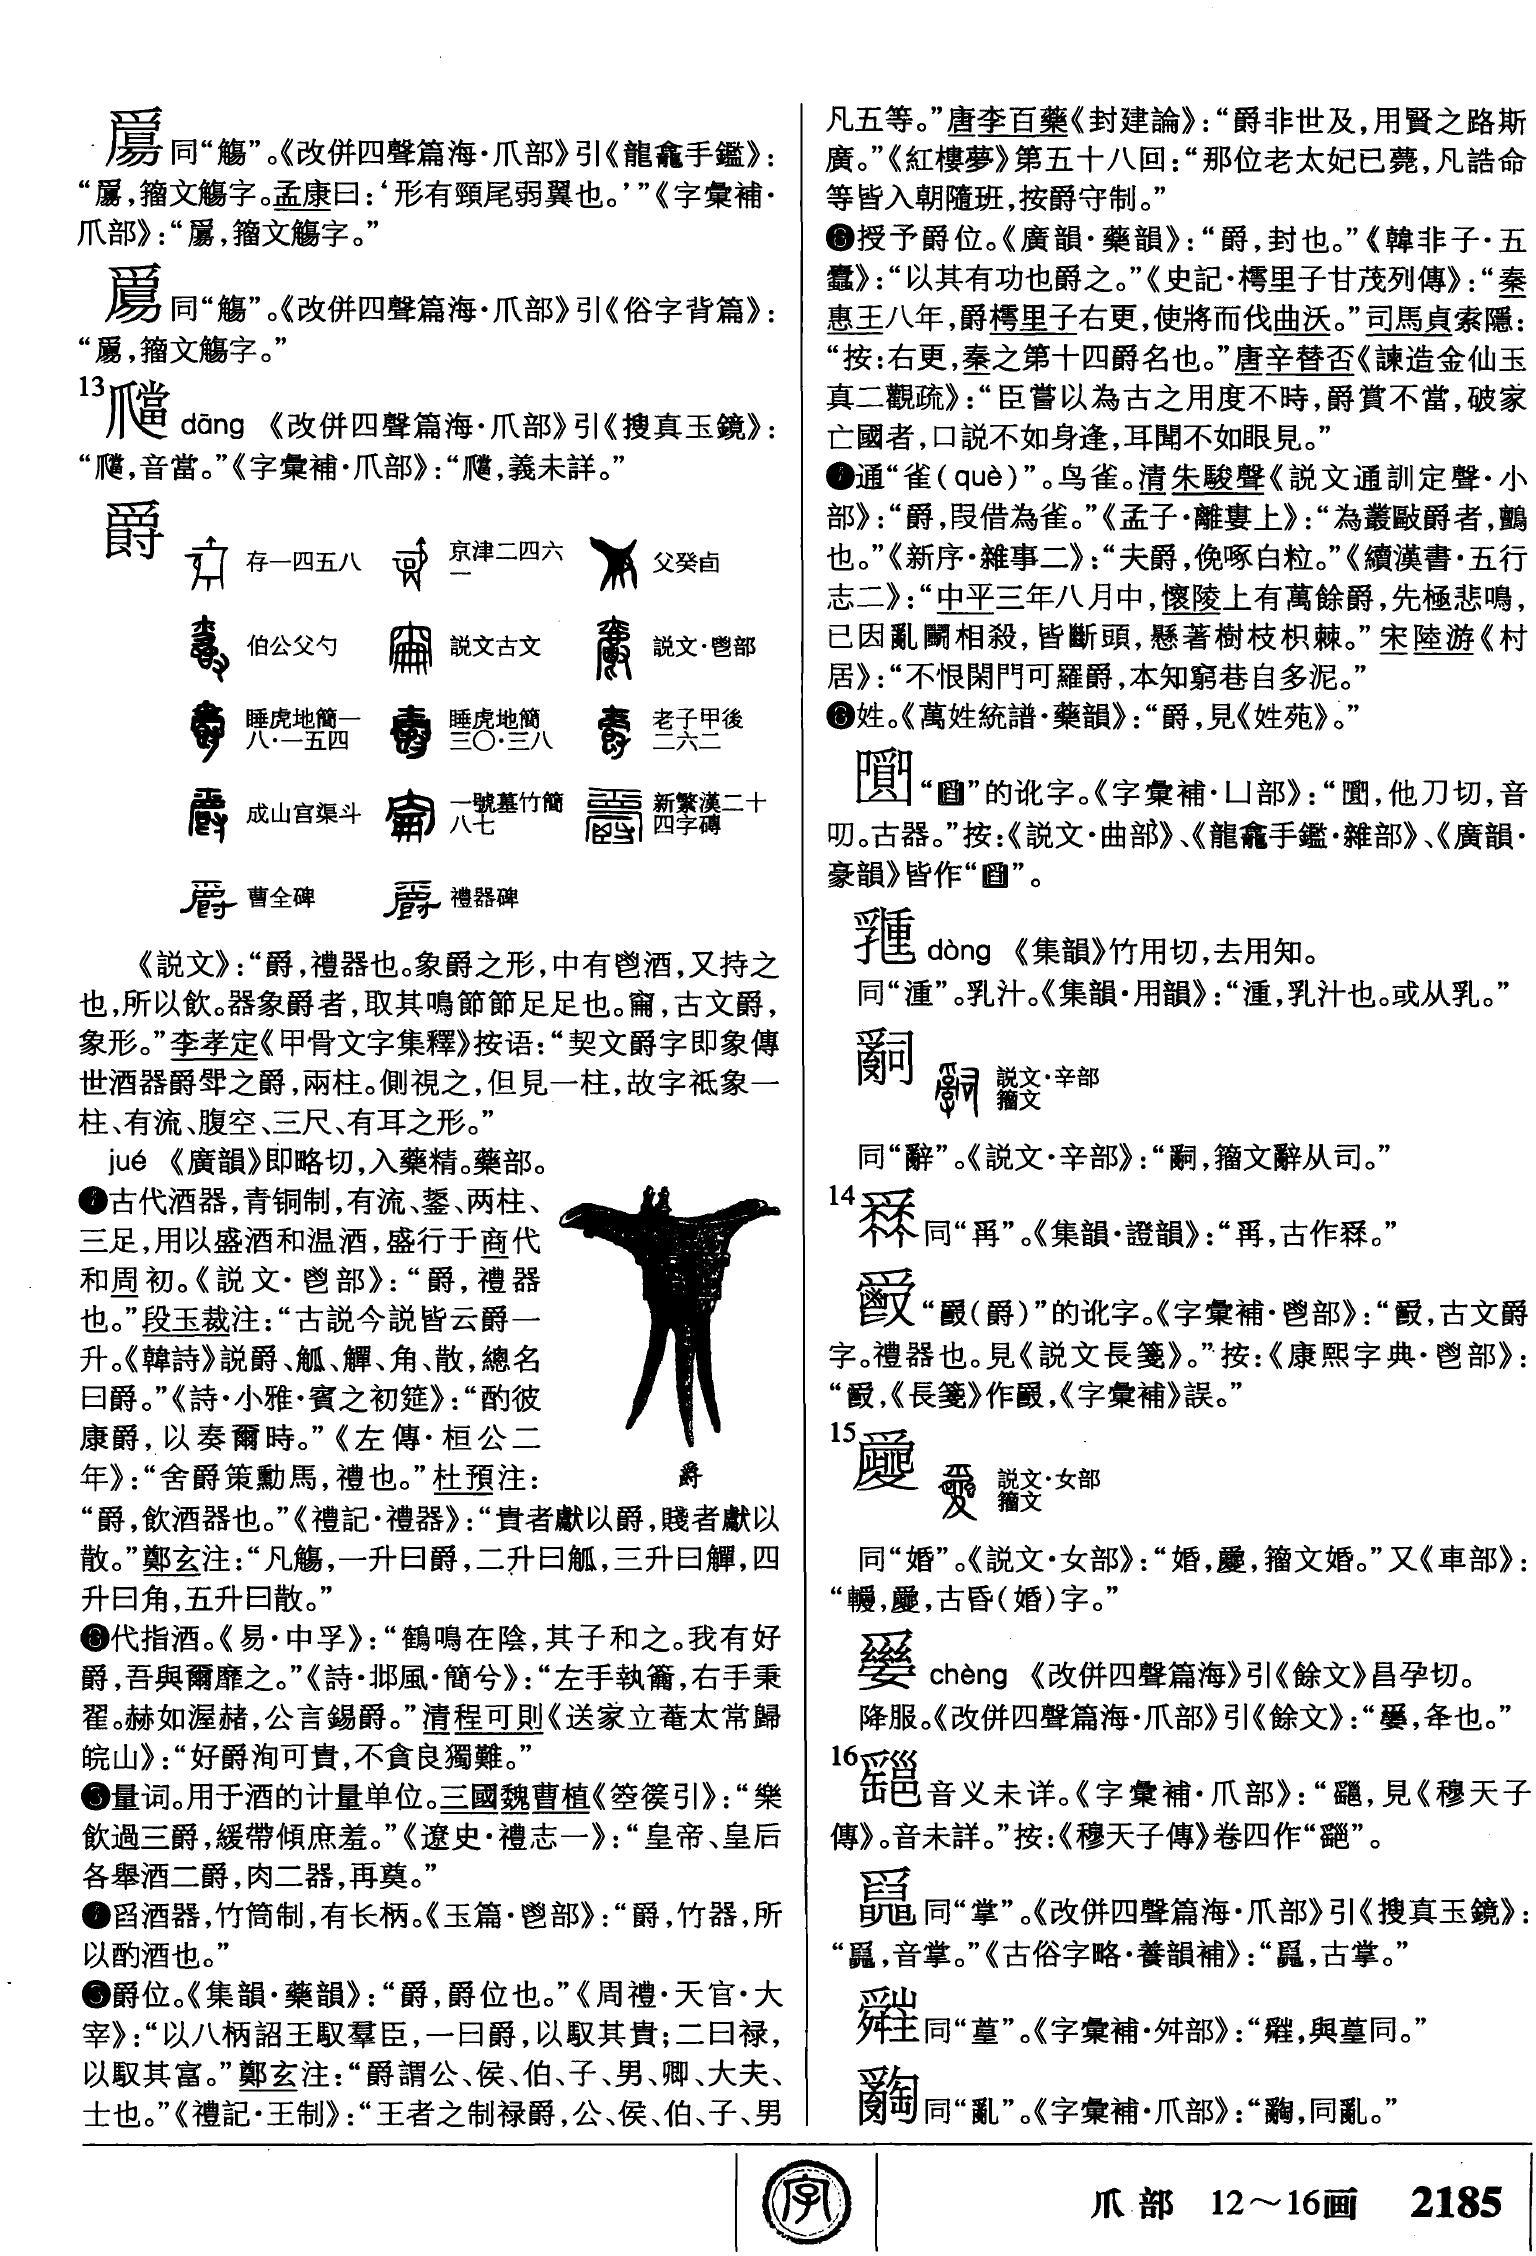 同“觴”。《改併四聲篇海·爪部》引《龍龕手鑑》：
“，籀文觴字。孟康曰：‘形有頸尾弱翼也。’”《字彙補·
爪部》：“，籀文觴字。”
同“觴”。《改併四聲篇海·爪部》引《俗字背篇》：
“，籀文觴字。”
13
dāng 《改併四聲篇海·爪部》引《搜真玉鏡》：
“，音當。”《字彙補·爪部》：“，義未詳。”
爵
存一四五八 京津二四六一 父癸卣
伯公父勺 説文古文 説文·鬯部
睡虎地簡一八·一五四 睡虎地簡三〇·三八 老子甲後二六二
成山宫渠斗 一號墓竹簡八七 新繁漢二十四字磚
曹全碑 禮器碑
《説文》：“爵，禮器也。象爵之形，中有鬯酒，又持之
也，所以飲。器象爵者，取其鳴節節足足也。，古文爵，
象形。”李孝定《甲骨文字集釋》按语：“契文爵字即象傳
世酒器爵斝之爵，兩柱。側視之，但見一柱，故字祇象一
柱、有流、腹空、三尺、有耳之形。”
jué 《廣韻》即略切，入藥精。藥部。
❶古代酒器，青铜制，有流、鋬、两柱、
三足，用以盛酒和温酒，盛行于商代
和周初。《説文·鬯部》：“爵，禮器
也。”段玉裁注：“古説今説皆云爵一
升。《韓詩》説爵、觚、觶、角、散，總名
曰爵。”《詩·小雅·賓之初筵》：“酌彼
康爵，以奏爾時。”《左傳·桓公二
年》：“舍爵策勳焉，禮也。”杜預注：
爵
“爵，飲酒器也。”《禮記·禮器》：“貴者獻以爵，賤者獻以
散。”鄭玄注：“凡觴，一升曰爵，二升曰觚，三升曰觶，四
升曰角，五升曰散。”
❷代指酒。《易·中孚》：“鶴鳴在陰，其子和之。我有好
爵，吾與爾靡之。”《詩·邶風·簡兮》：“左手執籥，右手秉
翟。赫如渥赭，公言錫爵。”清程可則《送家立菴太常歸
皖山》：“好爵洵可貴，不貪良獨難。”
❸量词。用于酒的计量单位。三國魏曹植《箜篌引》：“樂
飲過三爵，緩帶傾庶羞。”《遼史·禮志一》：“皇帝、皇后
各舉酒二爵，肉二器，再奠。”
❹舀酒器，竹筒制，有长柄。《玉篇·鬯部》：“爵，竹器，所
以酌酒也。”
❺爵位。《集韻·藥韻》：“爵，爵位也。”《周禮·天官·大
宰》：“以八柄詔王馭羣臣，一曰爵，以馭其貴；二曰禄，
以馭其富。”鄭玄注：“爵謂公、侯、伯、子、男、卿、大夫、
士也。”《禮記·王制》：“王者之制禄爵，公、侯、伯、子、男
凡五等。”唐李百藥《封建論》：“爵非世及，用賢之路斯
廣。”《紅樓夢》第五十八回：“那位老太妃已薨，凡誥命
等皆入朝隨班，按爵守制。”
❻授予爵位。《廣韻·藥韻》：“爵，封也。”《韓非子·五
蠹》：“以其有功也爵之。”《史記·樗里子甘茂列傳》：“秦
惠王八年，爵樗里子右更，使將而伐曲沃。”司馬貞索隱：
“按：右更，秦之第十四爵名也。”唐辛替否《諫造金仙玉
真二觀疏》：“臣嘗以為古之用度不時，爵賞不當，破家
亡國者，口説不如身逢，耳聞不如眼見。”
❼通“雀（què）”。鸟雀。清朱駿聲《説文通訓定聲·小
部》：“爵，叚借為雀。”《孟子·離婁上》：“為叢敺爵者，鸇
也。”《新序·雜事二》：“夫爵，俛啄白粒。”《續漢書·五行
志二》：“中平三年八月中，懷陵上有萬餘爵，先極悲鳴，
已因亂鬭相殺，皆斷頭，懸著樹枝枳棘。”宋陸游《村
居》：“不恨閑門可羅爵，本知窮巷自多泥。”
❽姓。《萬姓統譜·藥韻》：“爵，見《姓苑》。”
“”的讹字。《字彙補·凵部》：“，他刀切，音
叨。古器。”按：《説文·曲部》、《龍龕手鑑·雜部》、《廣韻·
豪韻》皆作“”。
dòng 《集韻》竹用切，去用知。
同“湩”。乳汁。《集韻·用韻》：“湩，乳汁也。或从乳。”
説文·辛部籀文
同“辭”。《説文·辛部》：“，籀文辭从司。”
14
同“爯”。《集韻·證韻》：“爯，古作。”
“（爵）”的讹字。《字彙補·鬯部》：“，古文爵
字。禮器也。見《説文長箋》。”按：《康熙字典·鬯部》：
“，《長箋》作，《字彙補》誤。”
15
説文·女部籀文
同“婚”。《説文·女部》：“婚，，籀文婚。”又《車部》：
“，，古昏（婚）字。”
chèng 《改併四聲篇海》引《餘文》昌孕切。
降服。《改併四聲篇海·爪部》引《餘文》：“，夅也。”
16
音义未详。《字彙補·爪部》：“，見《穆天子
傳》。音未詳。”按：《穆天子傳》卷四作“”。
同“掌”。《改併四聲篇海·爪部》引《搜真玉鏡》：
“，音掌。”《古俗字略·養韻補》：“，古掌。”
同“”。《字彙補·舛部》：“，與同。”
同“亂”。《字彙補·爪部》：“，同亂。”
字
爪部 12～16画 2185